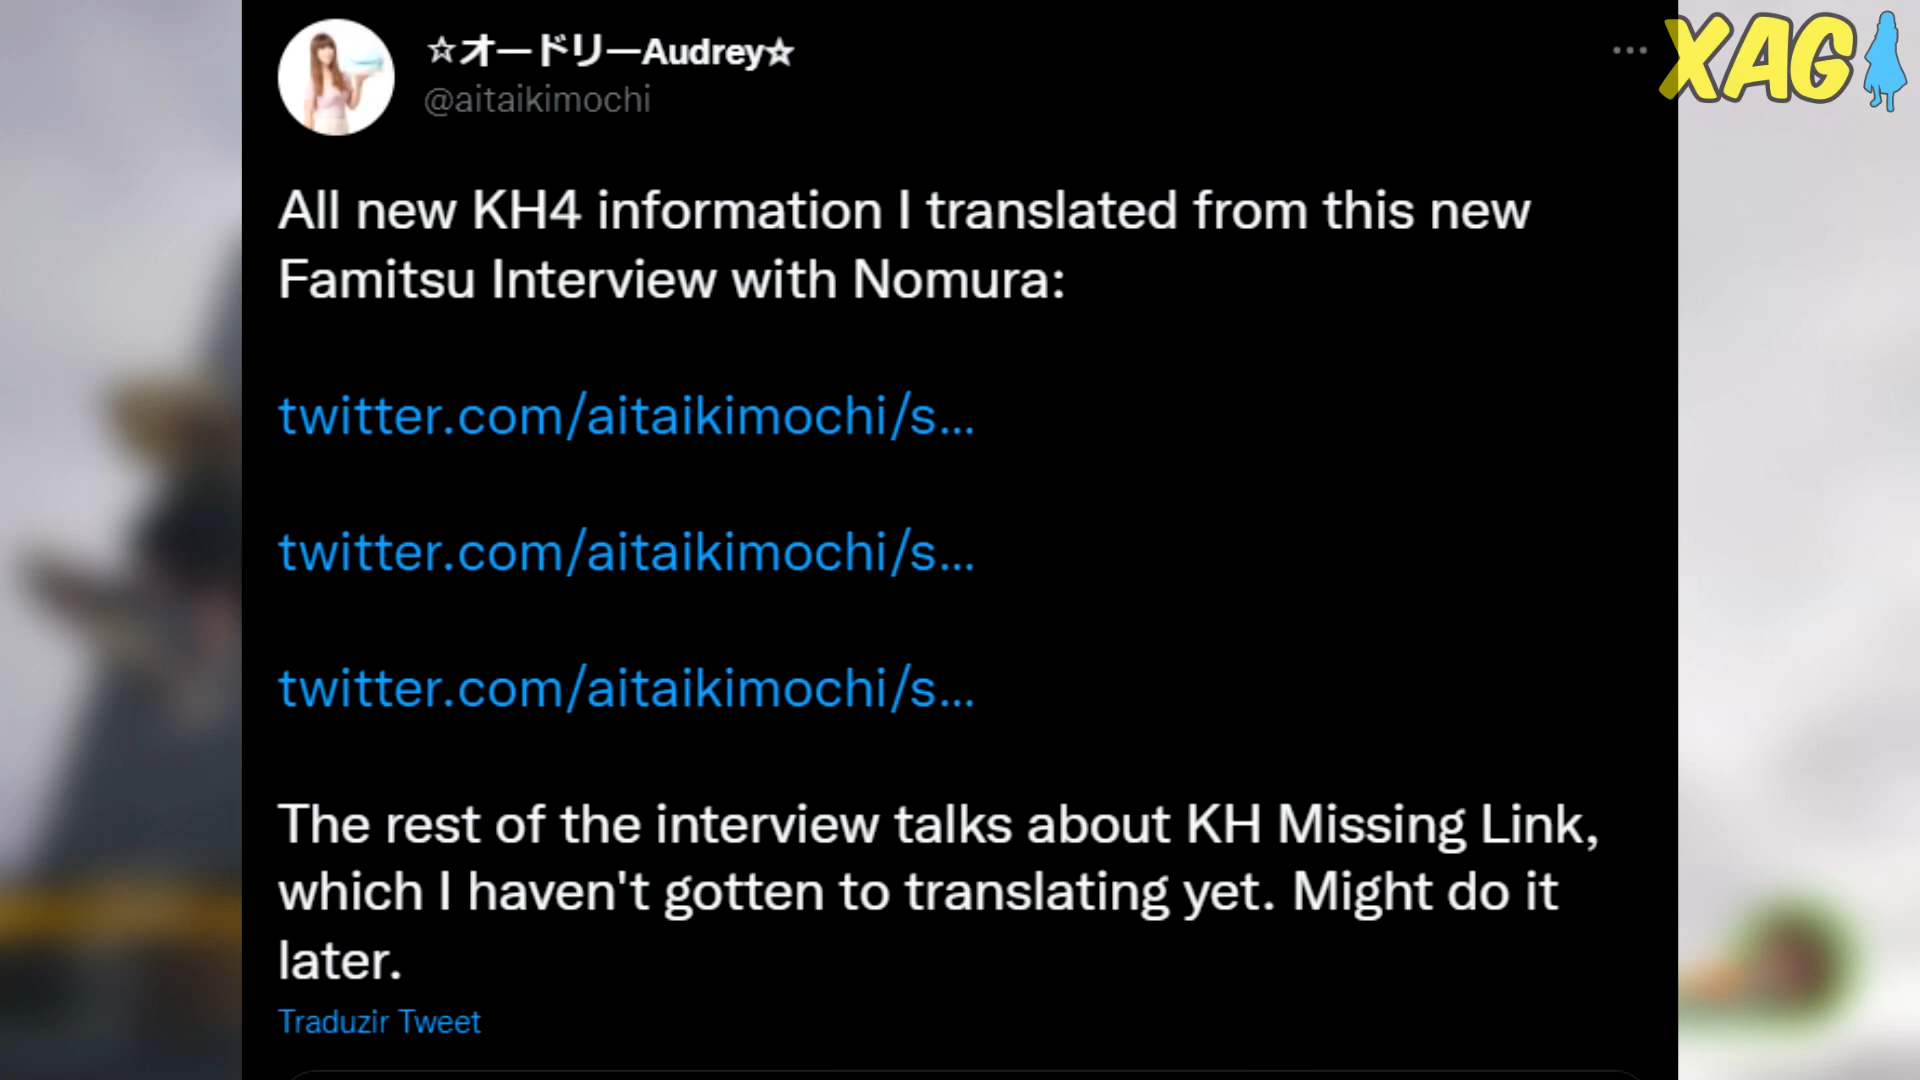 ☆オードリーAudrey☆
@aitaikimochi
XAG
All new KH4 information I translated from this new
Famitsu Interview with Nomura:
twitter.com/aitaikimochi/s...
twitter.com/aitaikimochi/s...
twitter.com/aitaikimochi/s...
The rest of the interview talks about KH Missing Link,
which I haven't gotten to translating yet. Might do it
later.
Traduzir Tweet